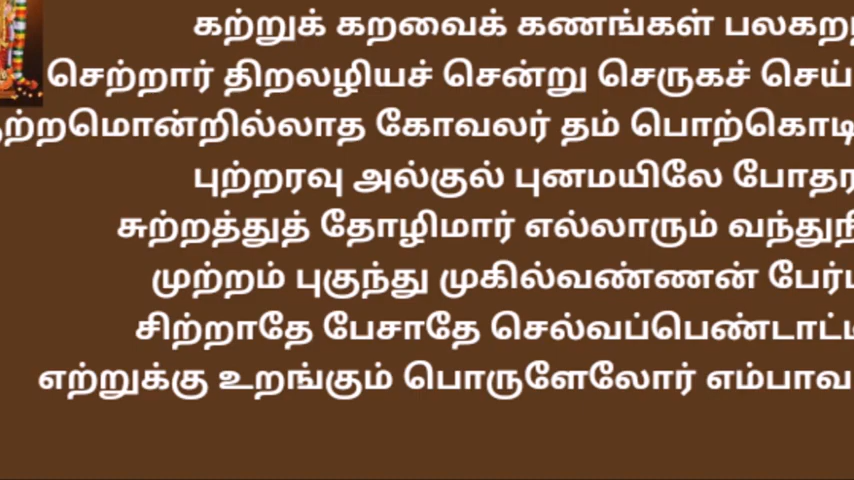 கற்றுக் கறவைக் கணங்கள் பலகற
செற்றார் திறலழியச் சென்று செருகச் செய்
ற்றமொன்றில்லாத கோவலர் தம் பொற்கொடி
புற்றரவு அல்குல் புனமயிலே போதர
சுற்றத்துத் தோழிமார் எல்லாரும் வந்துநி
முற்றம் புகுந்து முகில்வண்ணன் பேர்ப
சிற்றாதே பேசாதே செல்வப்பெண்டாட்டி
எற்றுக்கு உறங்கும் பொருளேலோர் எம்பாவ